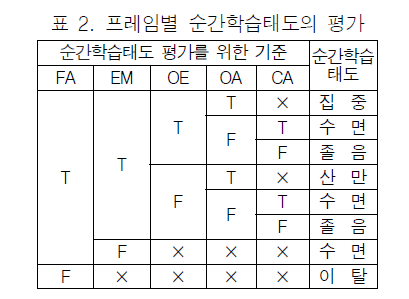 표 2. 프레임별 순간학습태도의 평가
순간학습태도 평가를 위한 기준 순간학습태도
FA EM OE OA CA
T T T T × 집 중
F T 수 면
F 졸 음
F T × 산 만
F T 수 면
F 졸 음
F × × × 수 면
F × × × × 이 탈